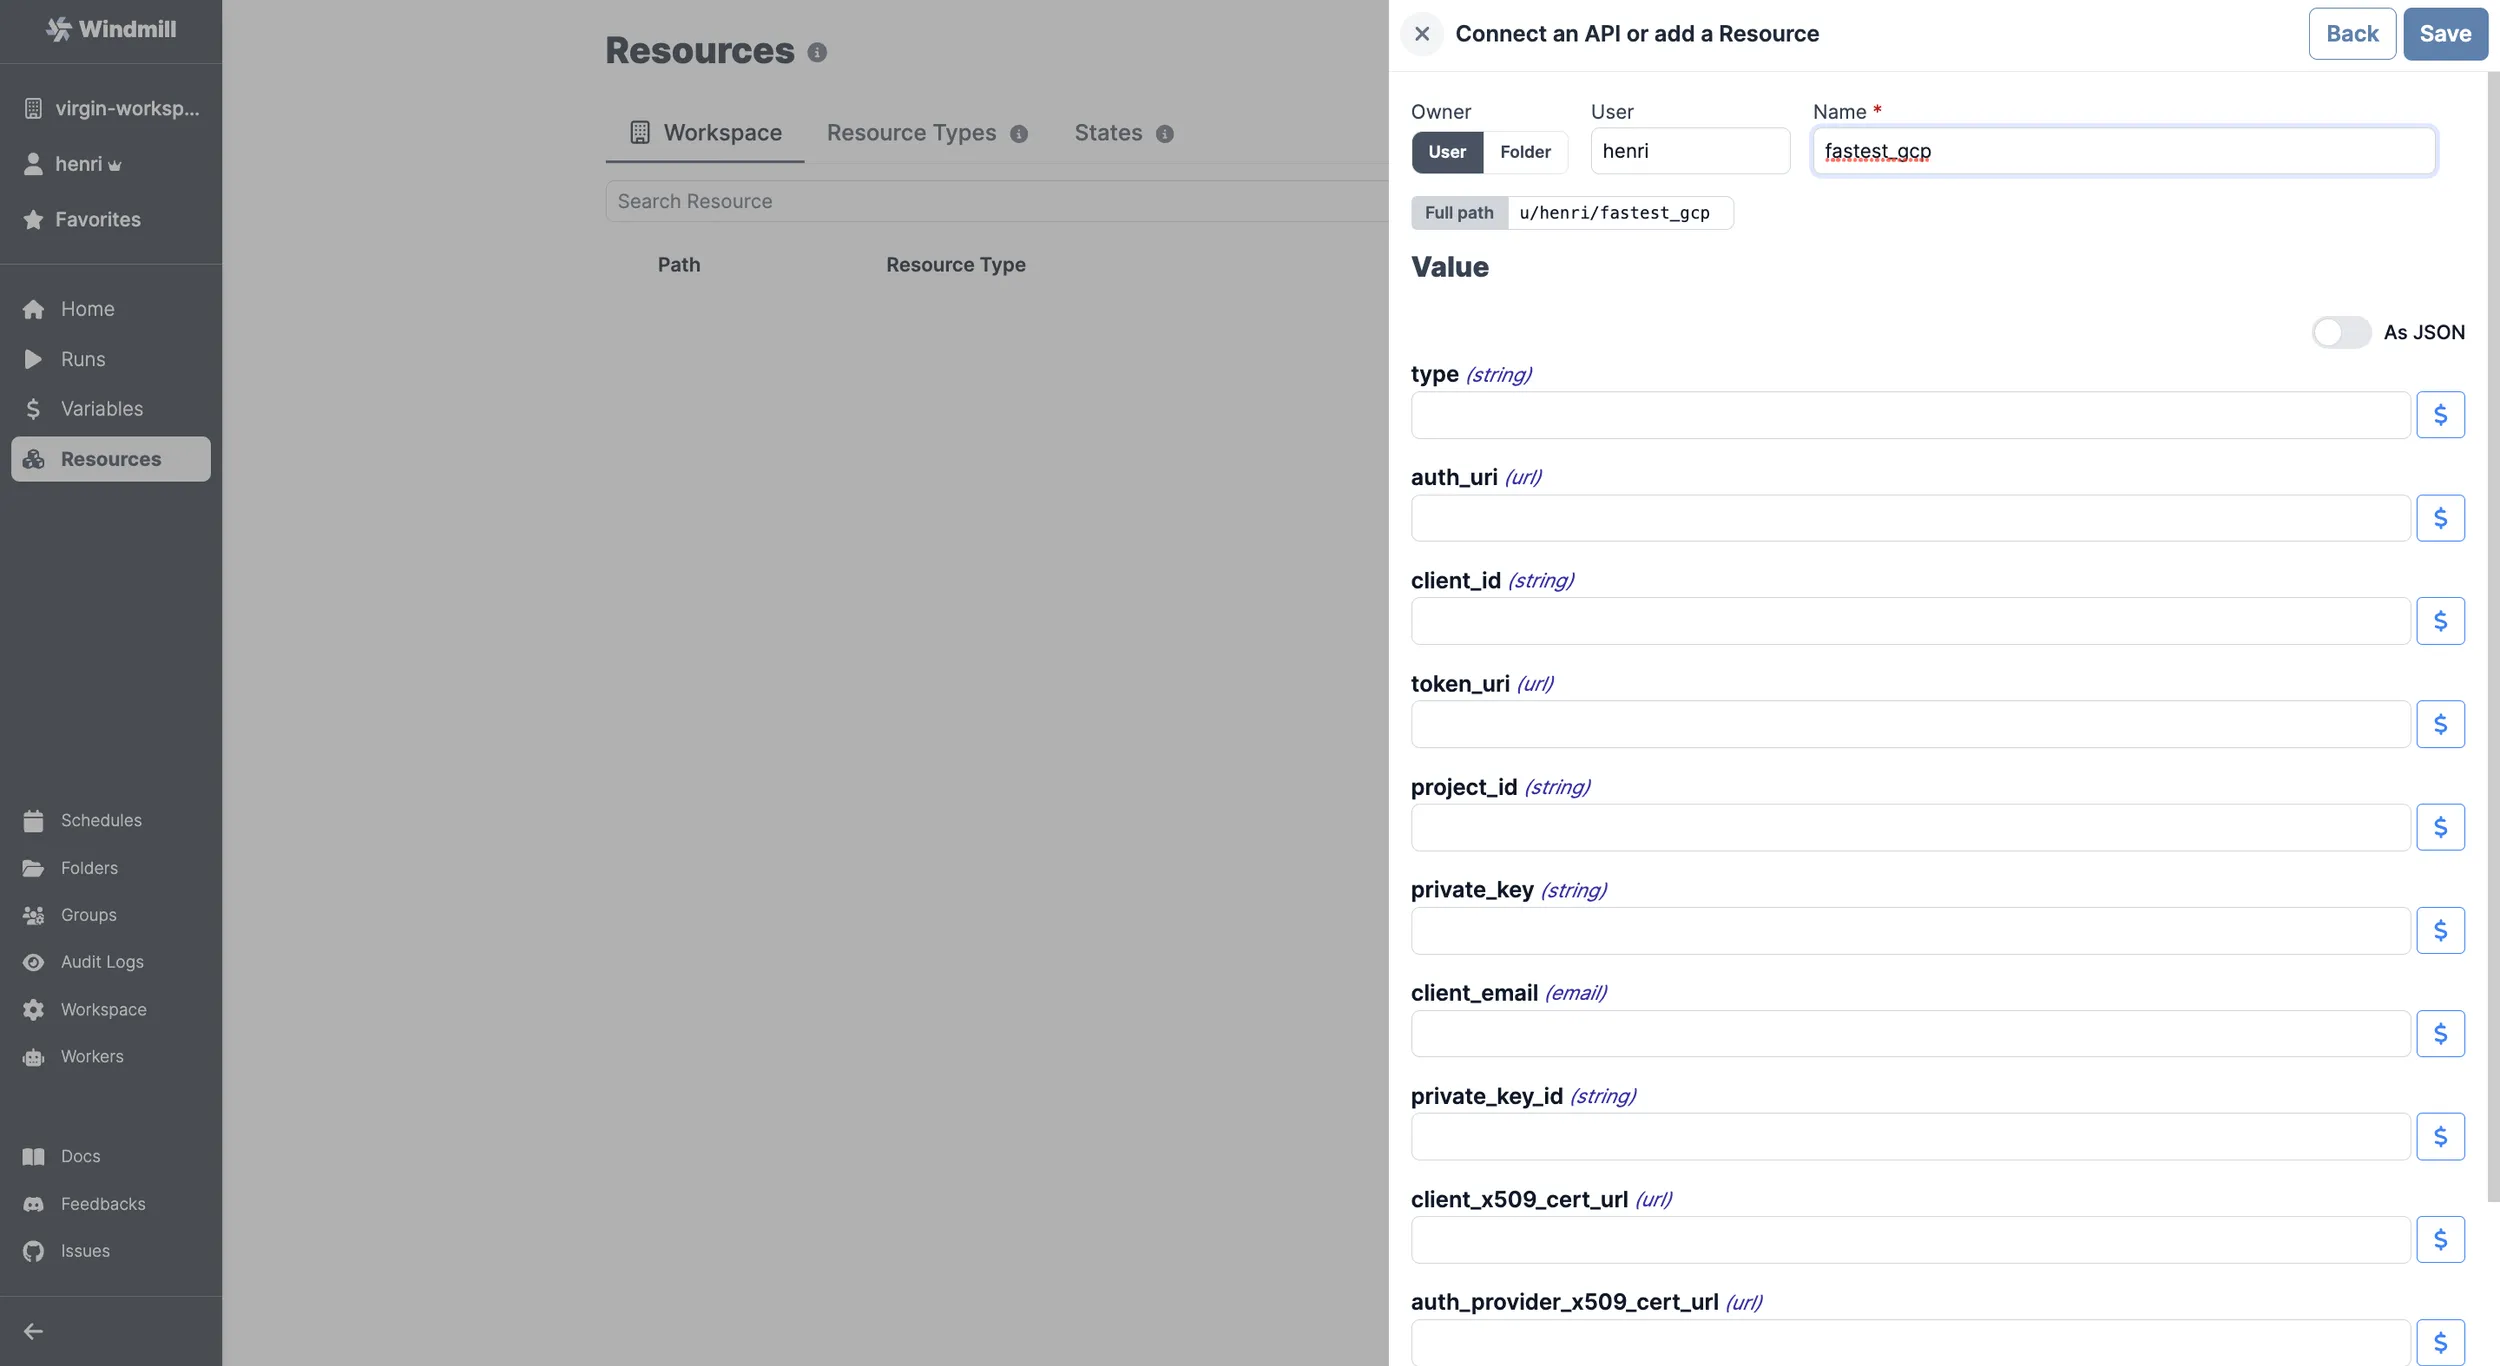 Windmill
virgin-worksp...
henri
Favorites
Home
Runs
Variables
Resources
Schedules
Folders
Groups
Audit Logs
Workspace
Workers
Docs
Feedbacks
Issues
Resources
Workspace
Resource Types
States
Search Resource
Path Resource Type
Connect an API or add a Resource
Back
Save
Owner User Name *
User Folder henri fastest_gcp
Full path u/henri/fastest_gcp
Value
As JSON
type (string)
$
auth_uri (url)
$
client_id (string)
$
token_uri (url)
$
project_id (string)
$
private_key (string)
$
client_email (email)
$
private_key_id (string)
$
client_x509_cert_url (url)
$
auth_provider_x509_cert_url (url)
$